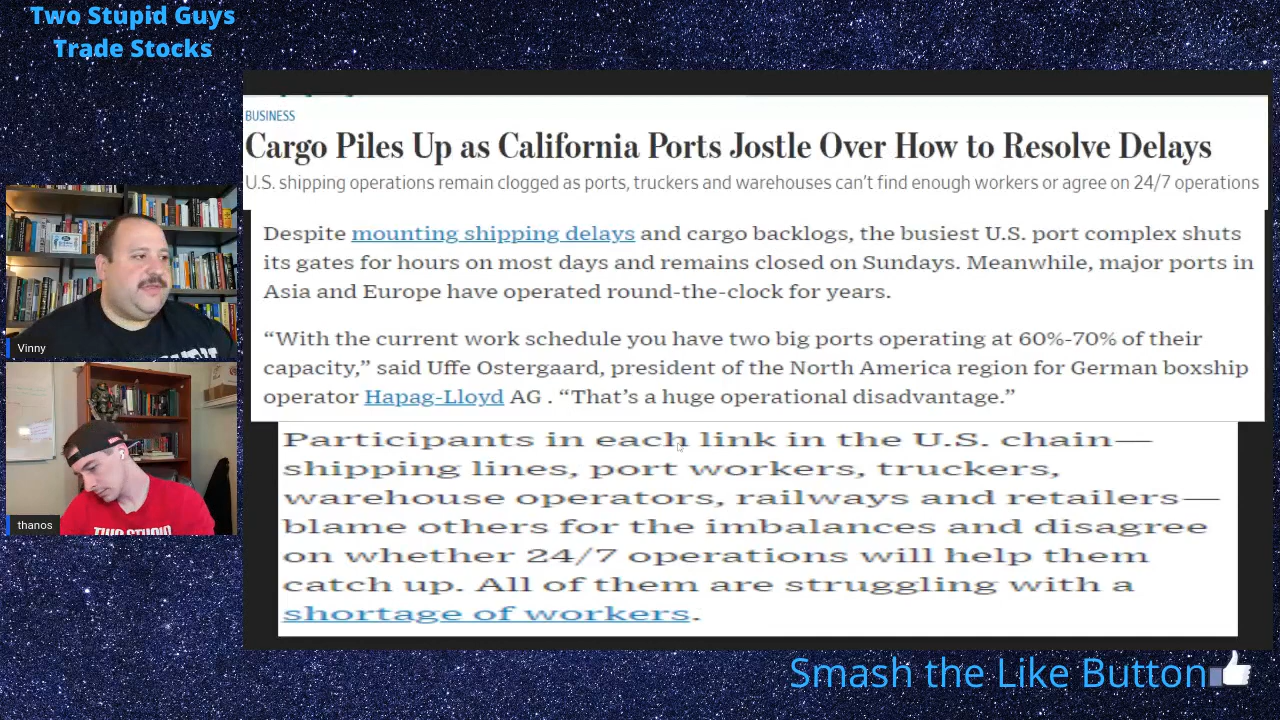 Two Stupid Guys
Trade Stocks
BUSINESS
Cargo Piles Up as California Ports Jostle Over How to Resolve Delays
U.S. shipping operations remain clogged as ports, truckers and warehouses can't find enough workers or agree on 24/7 operations
Despite mounting shipping delays and cargo backlogs, the busiest U.S. port complex shuts
its gates for hours on most days and remains closed on Sundays. Meanwhile, major ports in
Asia and Europe have operated round-the-clock for years.
“With the current work schedule you have two big ports operating at 60%-70% of their
capacity,” said Uffe Ostergaard, president of the North America region for German boxship
operator Hapag-Lloyd AG . “That’s a huge operational disadvantage.”
Participants in each link in the U.S. chain—
shipping lines, port workers, truckers,
warehouse operators, railways and retailers—
blame others for the imbalances and disagree
on whether 24/7 operations will help them
catch up. All of them are struggling with a
shortage of workers.
Vinny
thanos
TWO STUPID
Smash the Like Button